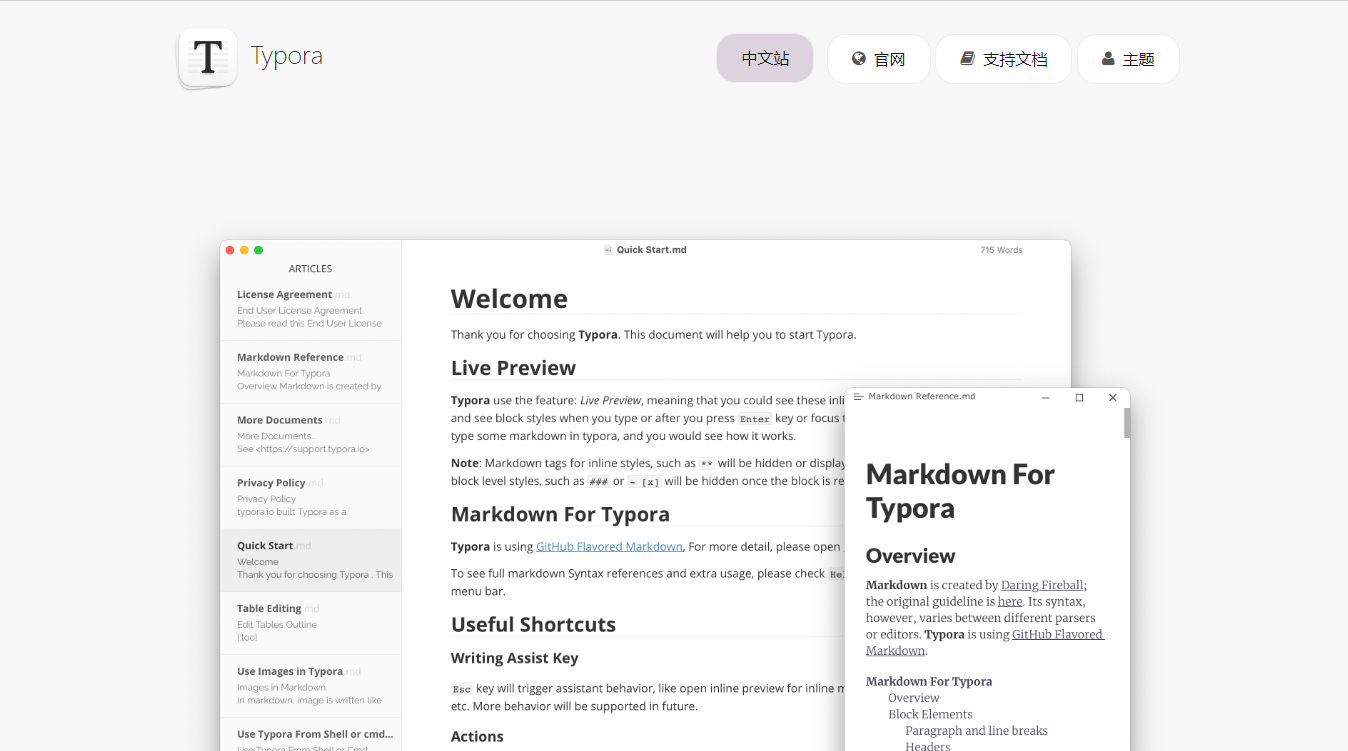 T Typora
中文站 官网 支持文档 主题
Quick Start.md
715 Words
ARTICLES
License Agreement.md
End User License Agreement
Please read this End User License
Markdown Reference.md
Markdown For Typora
Overview Markdown is created by
More Documents.md
More Documents..
See <https://support.typora.io>
Privacy Policy.md
Privacy Policy
typora.io built Typora as a
Quick Start.md
Welcome
Thank you for choosing Typora . This
Table Editing.md
Edit Tables Outline
[:toc]
Use Images in Typora.md
Images in Markdown
In markdown, image is written like
Use Typora From Shell or cmd...
Use Typora From Shell or Cmd
Welcome
Thank you for choosing Typora. This document will help you to start Typora.
Live Preview
Typora use the feature: Live Preview, meaning that you could see these inli
and see block styles when you type or after you press Enter key or focus t
type some markdown in typora, and you would see how it works.
Note: Markdown tags for inline styles, such as ** will be hidden or display
block level styles, such as ### or - [x] will be hidden once the block is re
Markdown For Typora
Typora is using GitHub Flavored Markdown, For more detail, please open
To see full markdown Syntax references and extra usage, please check Hel
menu bar.
Useful Shortcuts
Writing Assist Key
Esc key will trigger assistant behavior, like open inline preview for inline m
etc. More behavior will be supported in future.
Actions
Markdown Reference.md
Markdown For
Typora
Overview
Markdown is created by Daring Fireball;
the original guideline is here. Its syntax,
however, varies between different parsers
or editors. Typora is using GitHub Flavored
Markdown.
Markdown For Typora
Overview
Block Elements
Paragraph and line breaks
Headers